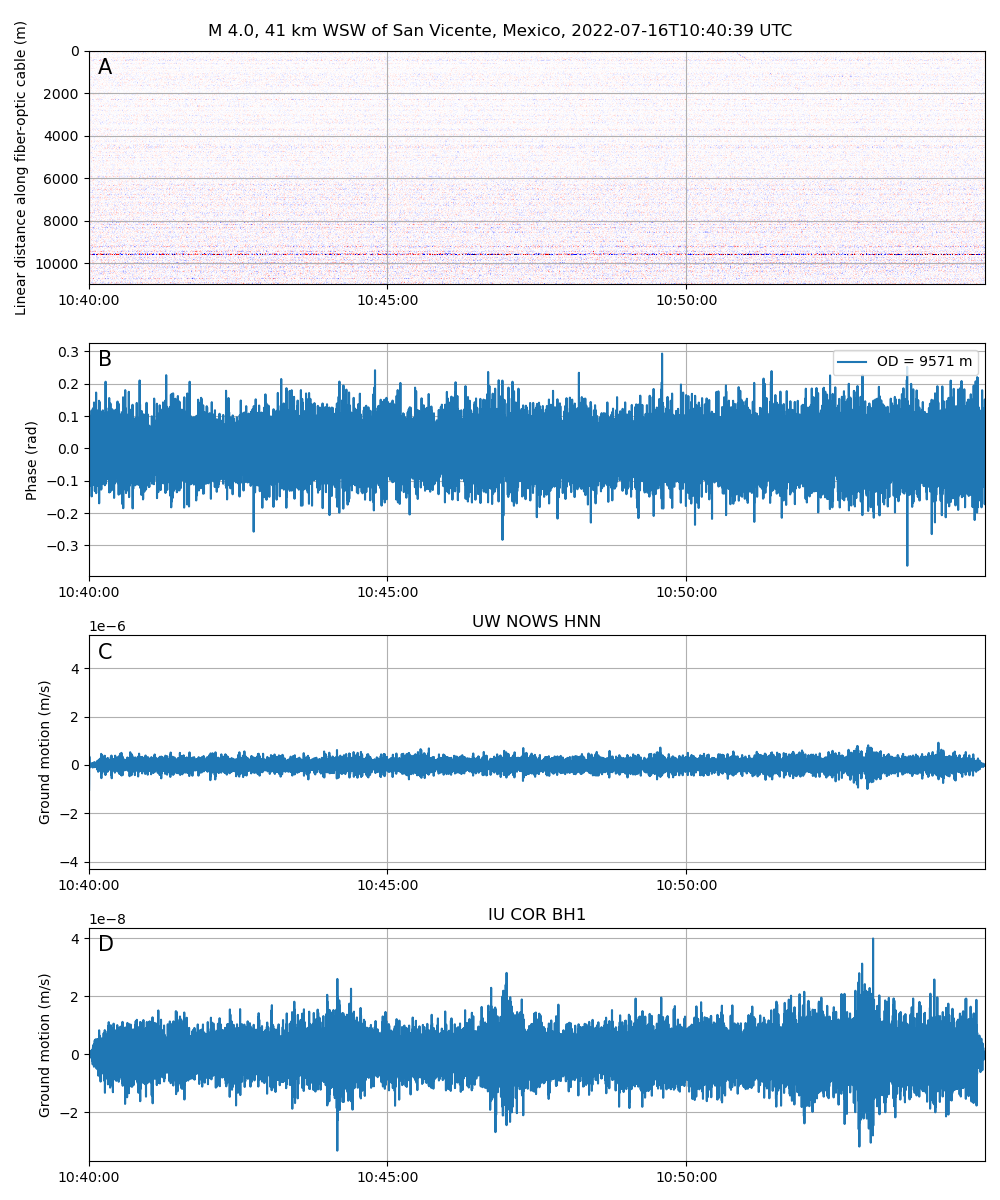 M 4.0, 41 km WSW of San Vicente, Mexico, 2022-07-16T10:40:39 UTC
A
Linear distance along fiber-optic cable (m)
0
2000
4000
6000
8000
10000
10:40:00
10:45:00
10:50:00
B
OD = 9571 m
Phase (rad)
0.3
0.2
0.1
0.0
−0.1
−0.2
−0.3
10:40:00
10:45:00
10:50:00
UW NOWS HNN
1e−6
C
Ground motion (m/s)
4
2
0
−2
−4
10:40:00
10:45:00
10:50:00
IU COR BH1
1e−8
D
Ground motion (m/s)
4
2
0
−2
10:40:00
10:45:00
10:50:00